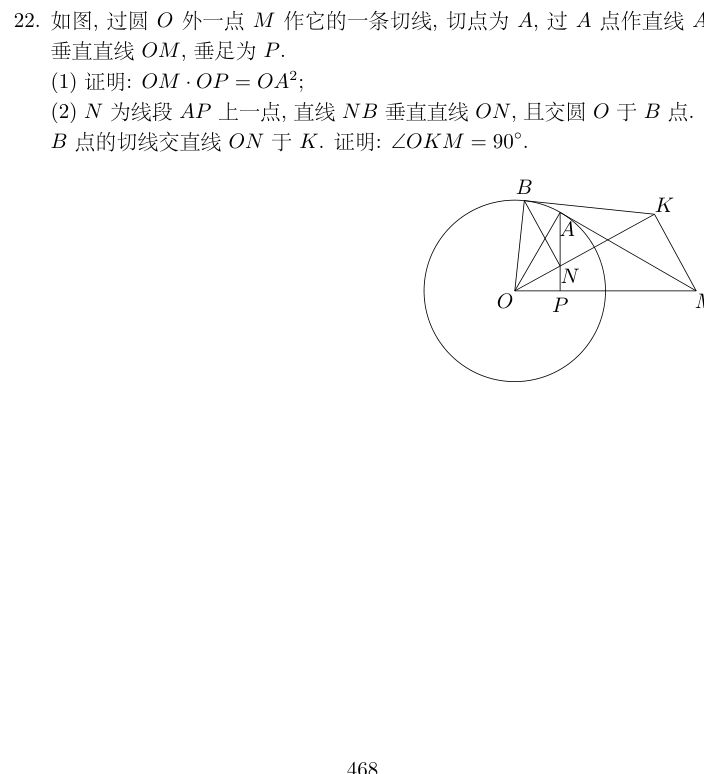 22. 如图, 过圆 O 外一点 M 作它的一条切线, 切点为 A, 过 A 点作直线 A
垂直直线 OM, 垂足为 P.
(1) 证明: OM · OP = OA²;
(2) N 为线段 AP 上一点, 直线 NB 垂直直线 ON, 且交圆 O 于 B 点.
B 点的切线交直线 ON 于 K. 证明: ∠OKM = 90°.
B
K
A
N
O
P
M
468